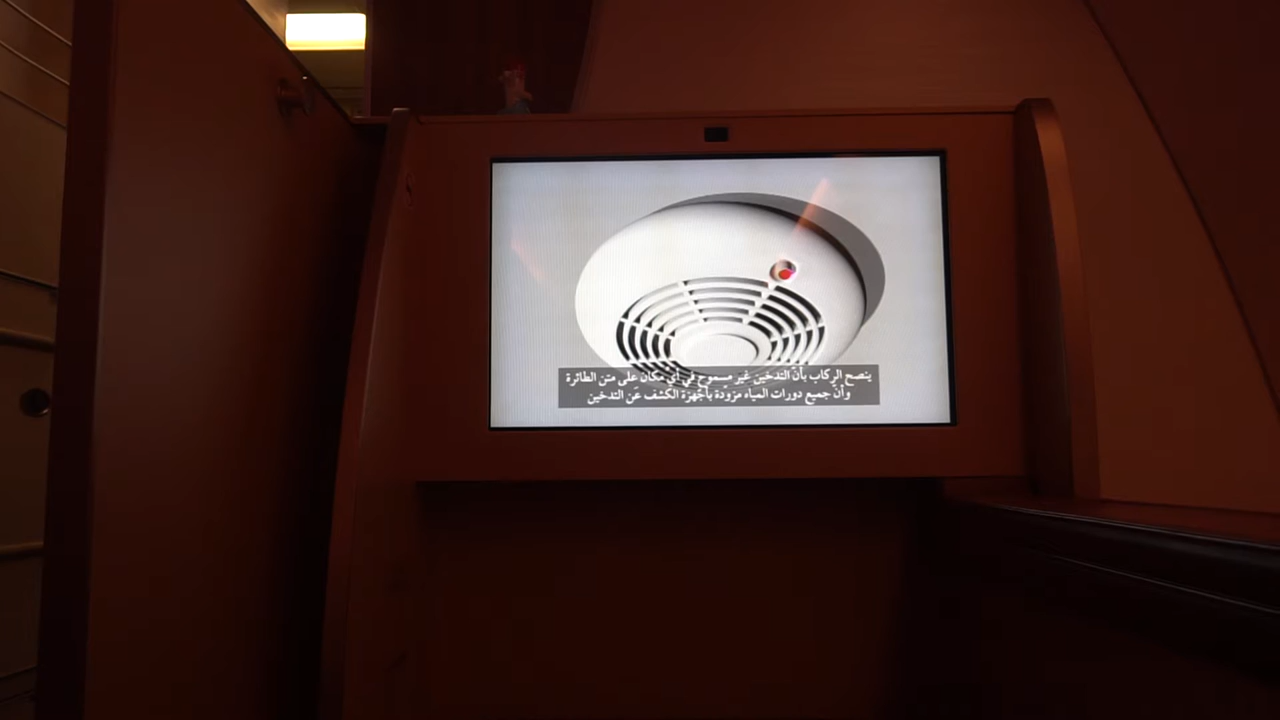 ينصح الركاب بأن التدخين غير مسموح في أي مكان على متن الطائرة
وأن جميع دورات المياه مزودة بأجهزة الكشف عن التدخين